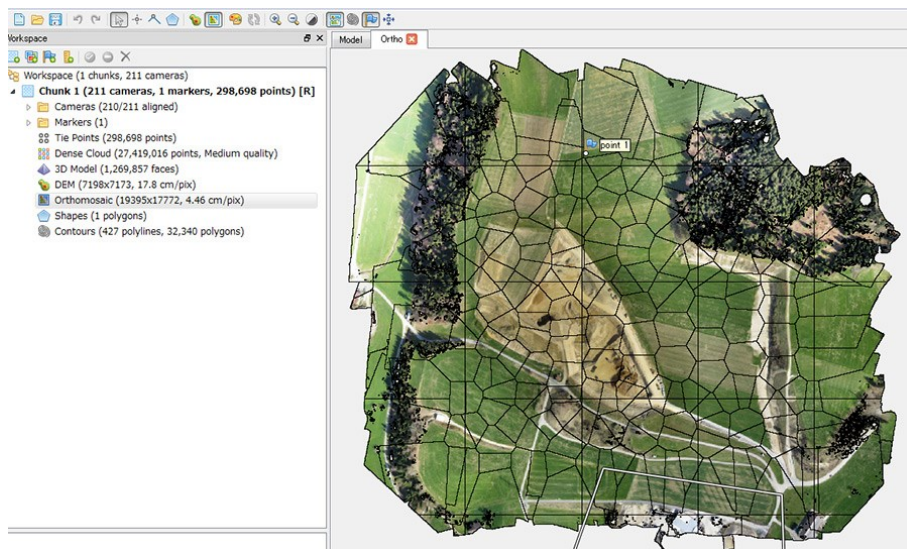 Workspace
Model
Ortho
Workspace (1 chunks, 211 cameras)
Chunk 1 (211 cameras, 1 markers, 298,698 points) [R]
Cameras (210/211 aligned)
Markers (1)
Tie Points (298,698 points)
Dense Cloud (27,419,016 points, Medium quality)
3D Model (1,269,857 faces)
DEM (7198x7173, 17.8 cm/pix)
Orthomosaic (19395x17772, 4.46 cm/pix)
Shapes (1 polygons)
Contours (427 polylines, 32,340 polygons)
point 1